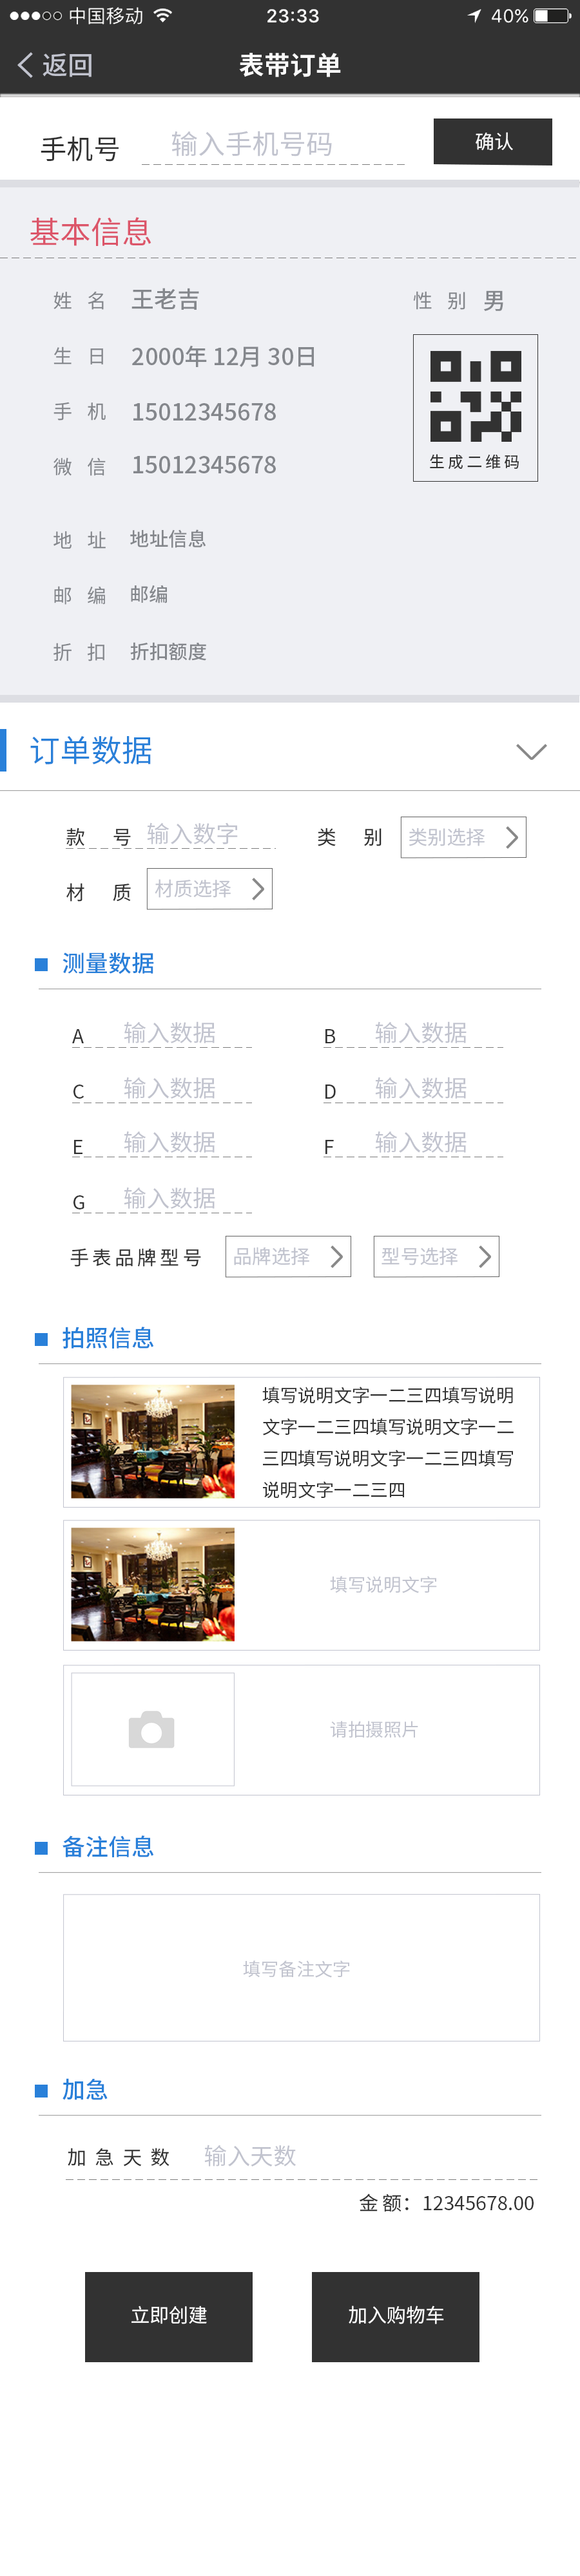 中国移动 23:33 40%
返回 表带订单
手机号 输入手机号码 确认
基本信息
姓 名 王老吉 性 别 男
生 日 2000年 12月 30日
手 机 15012345678
微 信 15012345678
生成二维码
地 址 地址信息
邮 编 邮编
折 扣 折扣额度
订单数据
款 号 输入数字 类 别 类别选择
材 质 材质选择
测量数据
A 输入数据 B 输入数据
C 输入数据 D 输入数据
E 输入数据 F 输入数据
G 输入数据
手表品牌型号 品牌选择 型号选择
拍照信息
填写说明文字一二三四填写说明
文字一二三四填写说明文字一二
三四填写说明文字一二三四填写
说明文字一二三四
填写说明文字
请拍摄照片
备注信息
填写备注文字
加急
加急天数 输入天数
金额：12345678.00
立即创建 加入购物车